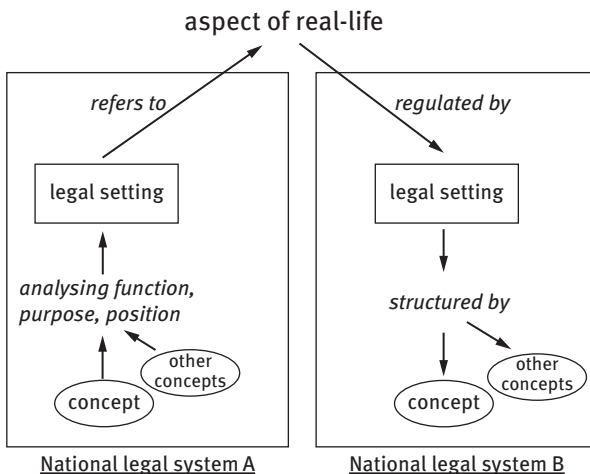 aspect of real-life
refers to
legal setting
analysing function,
purpose, position
other
concepts
concept
National legal system A
regulated by
legal setting
structured by
other
concepts
concept
National legal system B